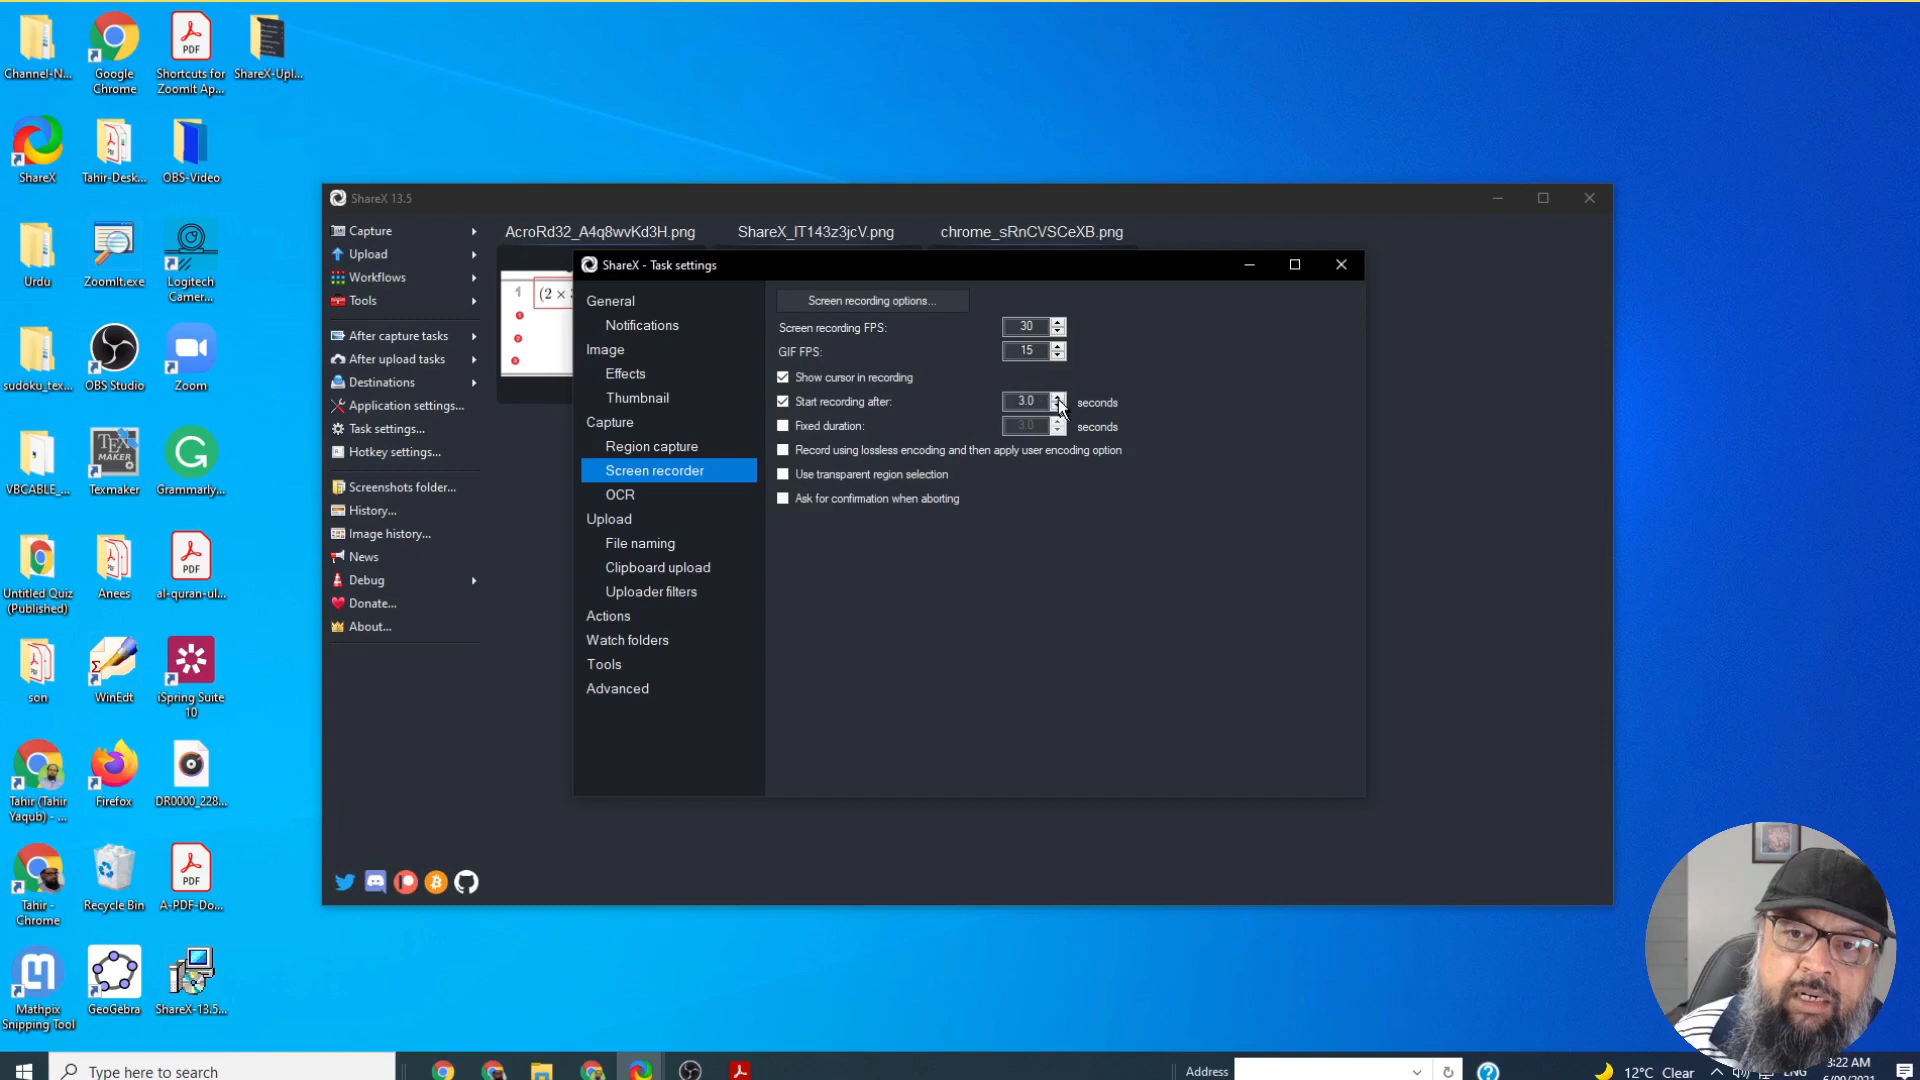 Channel-N...
Google
Chrome
Shortcuts for
ZoomIt Ap...
ShareX-Upl...
ShareX
Tahir-Desk...
OBS-Video
Urdu
ZoomIt.exe
Logitech
Camer...
sudoku_tex...
OBS Studio
Zoom
VBCABLE_...
Texmaker
Grammarly...
Untitled Quiz
(Published)
Anees
al-quran-ul...
son
WinEdt
iSpring Suite
10
Tahir (Tahir
Yaqub) - ...
Firefox
DR0000_228...
Tahir -
Chrome
Recycle Bin
A-PDF-Do...
Mathpix
Snipping Tool
GeoGebra
ShareX-13.5...
ShareX 13.5
Capture
Upload
Workflows
Tools
After capture tasks
After upload tasks
Destinations
Application settings...
Task settings...
Hotkey settings...
Screenshots folder...
History...
Image history...
News
Debug
Donate...
About...
AcroRd32_A4q8wvKd3H.png
ShareX_IT143z3jcV.png
chrome_sRnCVSCeXB.png
1 (2 ×
ShareX - Task settings
General
Notifications
Image
Effects
Thumbnail
Capture
Region capture
Screen recorder
OCR
Upload
File naming
Clipboard upload
Uploader filters
Actions
Watch folders
Tools
Advanced
Screen recording options...
Screen recording FPS: 30
GIF FPS: 15
Show cursor in recording
Start recording after: 3.0 seconds
Fixed duration: 3.0 seconds
Record using lossless encoding and then apply user encoding option
Use transparent region selection
Ask for confirmation when aborting
Type here to search
Address
12°C Clear
ENG
3:22 AM